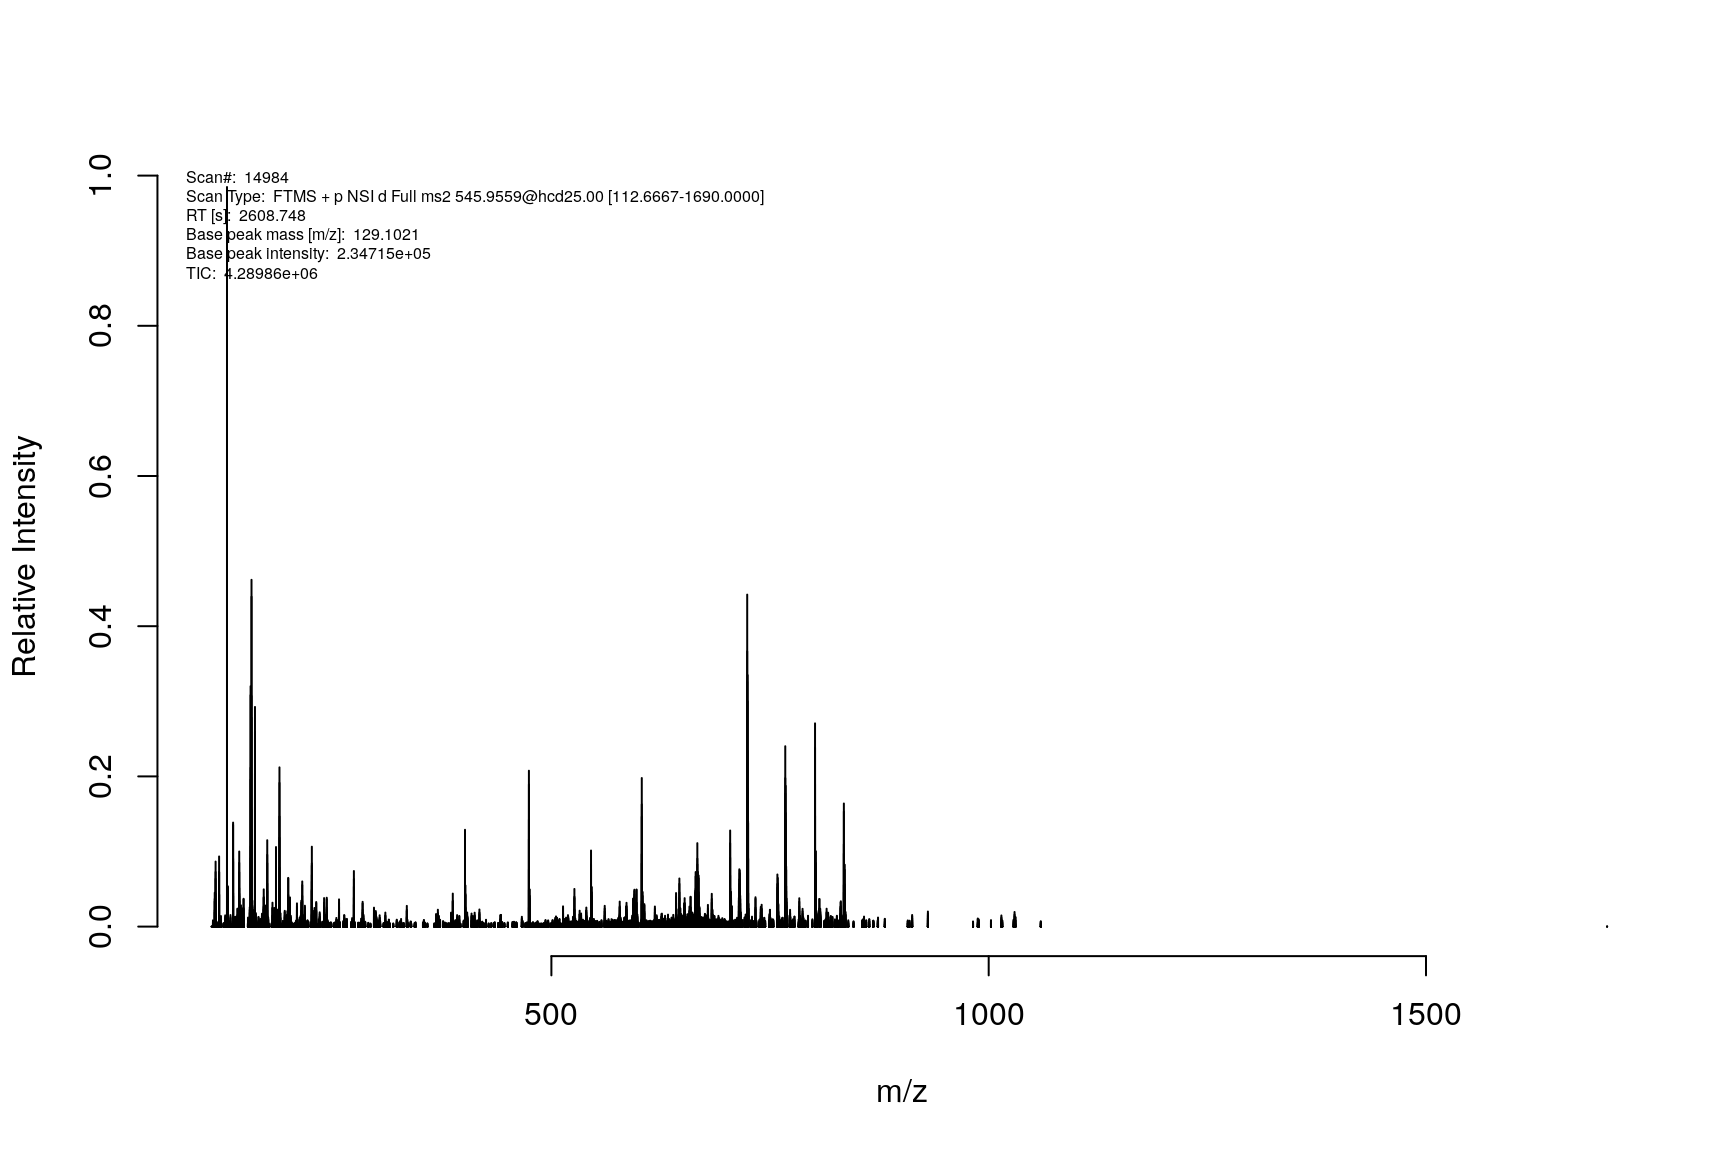 Scan#: 14984
Scan Type: FTMS + p NSI d Full ms2 545.9559@hcd25.00 [112.6667-1690.0000]
RT [s]: 2608.748
Base peak mass [m/z]: 129.1021
Base peak intensity: 2.34715e+05
TIC: 4.28986e+06
1.0
0.8
0.6
0.4
0.2
0.0
Relative Intensity
500 1000 1500
m/z